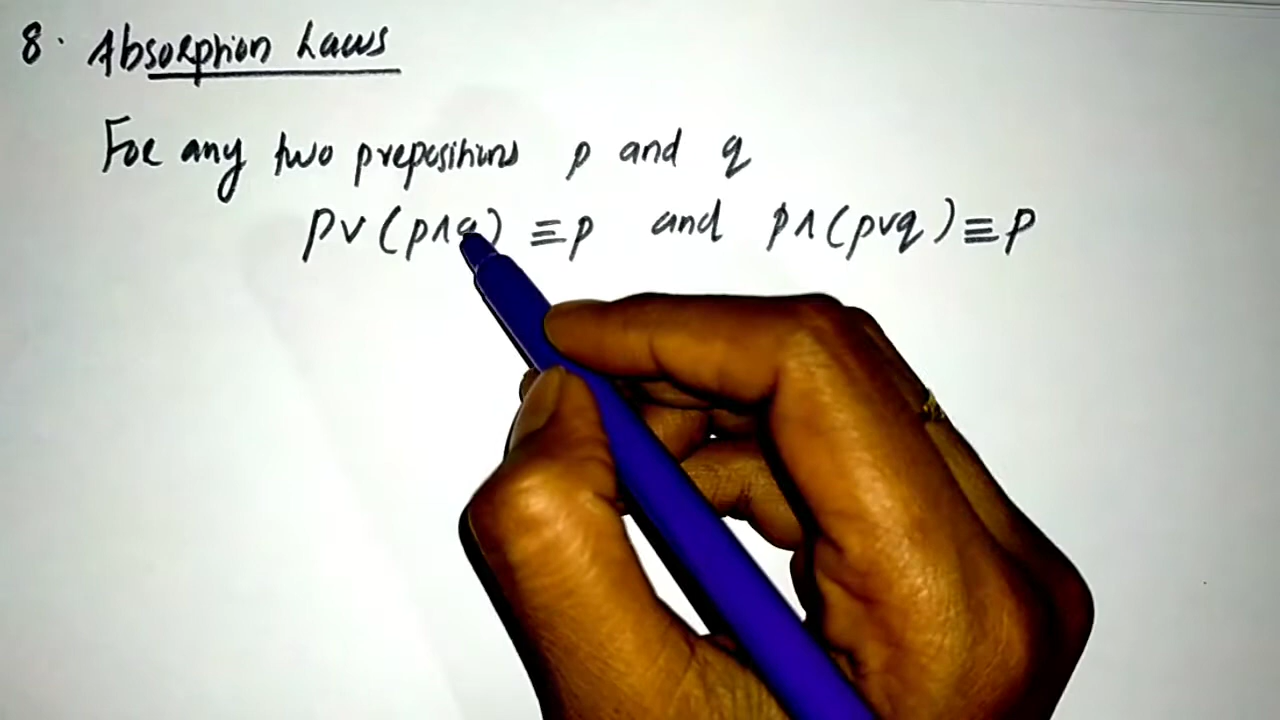 8. Absorption Laws
For any two prepositions p and q
p∨(p∧q) ≡p and p∧(p∨q)≡p